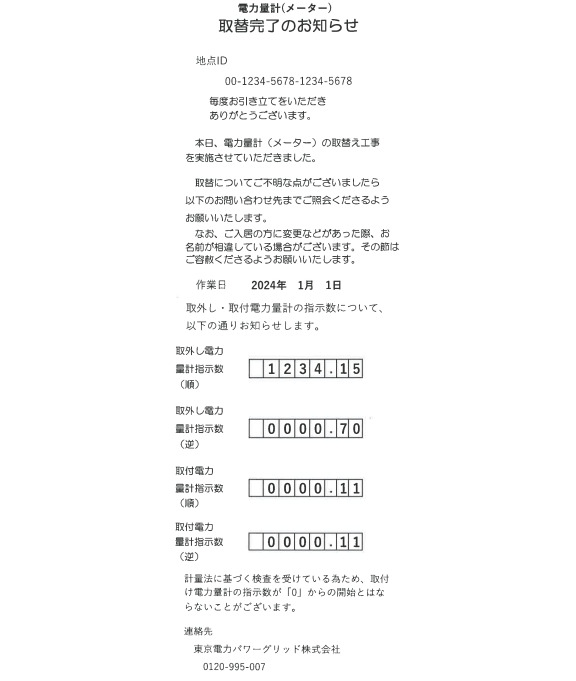 電力量計(メーター)
取替完了のお知らせ
地点ID
00-1234-5678-1234-5678
毎度お引き立てをいただき
ありがとうございます。
本日、電力量計（メーター）の取替え工事
を実施させていただきました。
取替についてご不明な点がございましたら
以下のお問い合わせ先までご照会くださるよう
お願いいたします。
なお、ご入居の方に変更などがあった際、お
名前が相違している場合がございます。その節は
ご容赦くださるようお願いいたします。
作業日 2024年 1月 1日
取外し・取付電力量計の指示数について、
以下の通りお知らせします。
取外し電力
量計指示数 1234.15
（順）
取外し電力
量計指示数 0000.70
（逆）
取付電力
量計指示数 0000.11
（順）
取付電力
量計指示数 0000.11
（逆）
計量法に基づく検査を受けている為ため、取付
け電力量計の指示数が「0」からの開始とはな
らないことがございます。
連絡先
東京電力パワーグリッド株式会社
0120-995-007